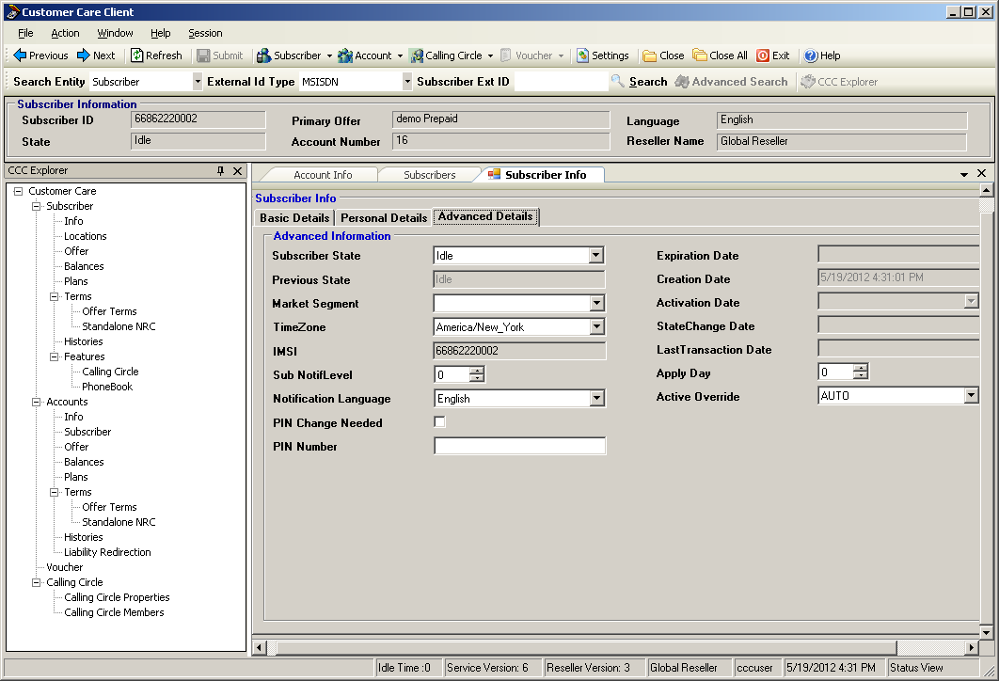 Customer Care Client
File Action Window Help Session
Previous Next Refresh Submit Subscriber Account Calling Circle Voucher Settings Close Close All Exit Help
Search Entity Subscriber External Id Type MSISDN Subscriber Ext ID Search Advanced Search CCC Explorer
Subscriber Information
Subscriber ID 66862220002 Primary Offer demo Prepaid Language English
State Idle Account Number 16 Reseller Name Global Reseller
CCC Explorer
Customer Care
Subscriber
Info
Locations
Offer
Balances
Plans
Terms
Offer Terms
Standalone NRC
Histories
Features
Calling Circle
PhoneBook
Accounts
Info
Subscriber
Offer
Balances
Plans
Terms
Offer Terms
Standalone NRC
Histories
Liability Redirection
Voucher
Calling Circle
Calling Circle Properties
Calling Circle Members
Account Info Subscribers Subscriber Info
Subscriber Info
Basic Details Personal Details Advanced Details
Advanced Information
Subscriber State Idle Expiration Date
Previous State Idle Creation Date 5/19/2012 4:31:01 PM
Market Segment Activation Date
TimeZone America/New_York StateChange Date
IMSI 66862220002 LastTransaction Date
Sub NotifLevel 0 Apply Day 0
Notification Language English Active Override AUTO
PIN Change Needed
PIN Number
Idle Time :0 Service Version: 6 Reseller Version: 3 Global Reseller cccuser 5/19/2012 4:31 PM Status View